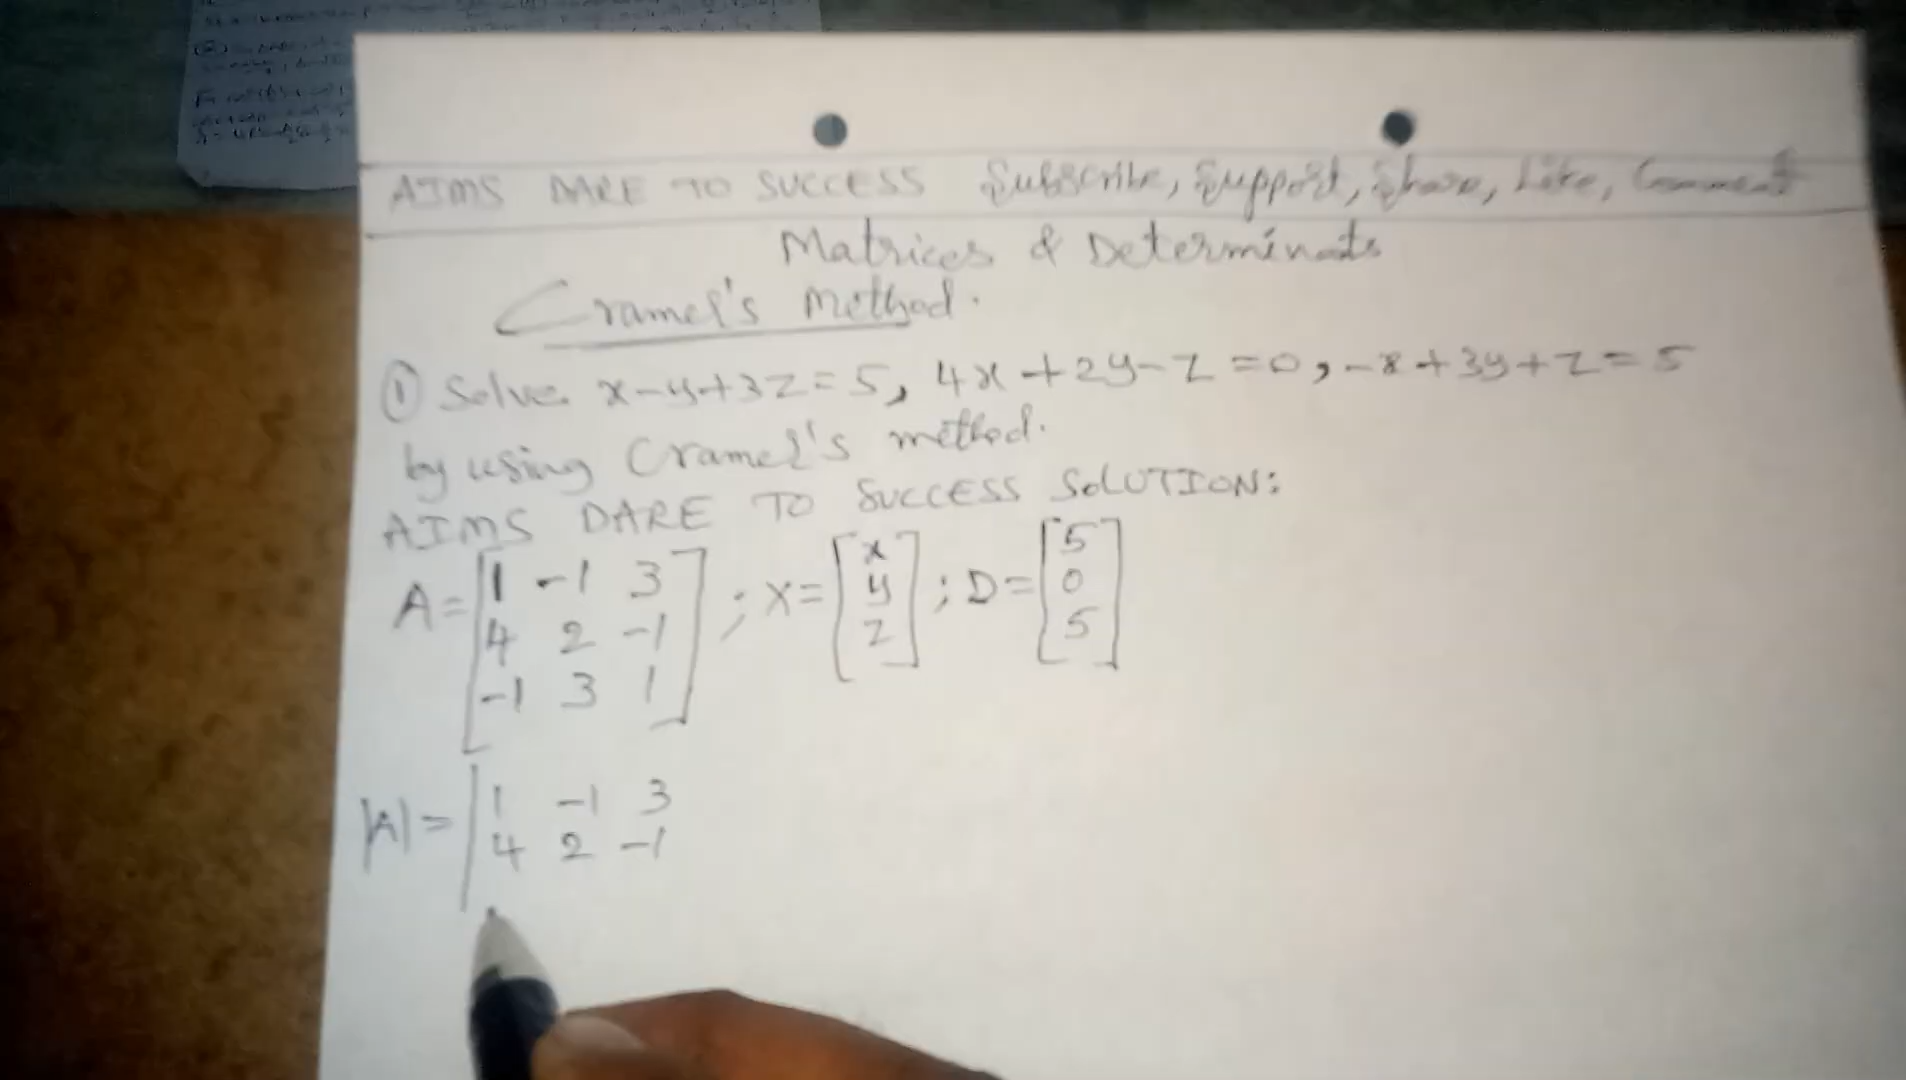 AIMS DARE TO SUCCESS Subscribe, Support, Share, Like, Comment
Matrices & Determinats
Cramer's Method.
① Solve x-y+3z=5, 4x+2y-z=0, -x+3y+z=5
by using Cramer's method.
AIMS DARE TO SUCCESS SOLUTION:
A=[1 -1 3; X=[x; D=[5
4 2 -1 y 0
-1 3 1] z] 5]
|A|=|1 -1 3
4 2 -1